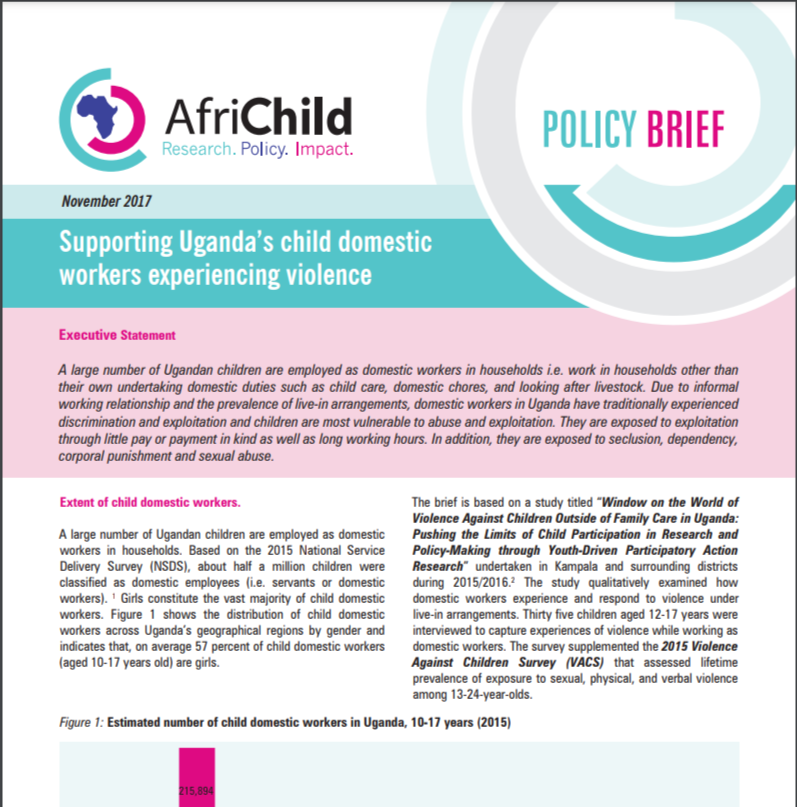 AfriChild
Research. Policy. Impact.
POLICY BRIEF
November 2017
Supporting Uganda's child domestic
workers experiencing violence
Executive Statement
A large number of Ugandan children are employed as domestic workers in households i.e. work in households other than
their own undertaking domestic duties such as child care, domestic chores, and looking after livestock. Due to informal
working relationship and the prevalence of live-in arrangements, domestic workers in Uganda have traditionally experienced
discrimination and exploitation and children are most vulnerable to abuse and exploitation. They are exposed to exploitation
through little pay or payment in kind as well as long working hours. In addition, they are exposed to seclusion, dependency,
corporal punishment and sexual abuse.
Extent of child domestic workers.
A large number of Ugandan children are employed as domestic
workers in households. Based on the 2015 National Service
Delivery Survey (NSDS), about half a million children were
classified as domestic employees (i.e. servants or domestic
workers). 1 Girls constitute the vast majority of child domestic
workers. Figure 1 shows the distribution of child domestic
workers across Uganda's geographical regions by gender and
indicates that, on average 57 percent of child domestic workers
(aged 10-17 years old) are girls.
The brief is based on a study titled "Window on the World of
Violence Against Children Outside of Family Care in Uganda:
Pushing the Limits of Child Participation in Research and
Policy-Making through Youth-Driven Participatory Action
Research" undertaken in Kampala and surrounding districts
during 2015/2016.2 The study qualitatively examined how
domestic workers experience and respond to violence under
live-in arrangements. Thirty five children aged 12-17 years were
interviewed to capture experiences of violence while working as
domestic workers. The survey supplemented the 2015 Violence
Against Children Survey (VACS) that assessed lifetime
prevalence of exposure to sexual, physical, and verbal violence
among 13-24-year-olds.
Figure 1: Estimated number of child domestic workers in Uganda, 10-17 years (2015)
215,894